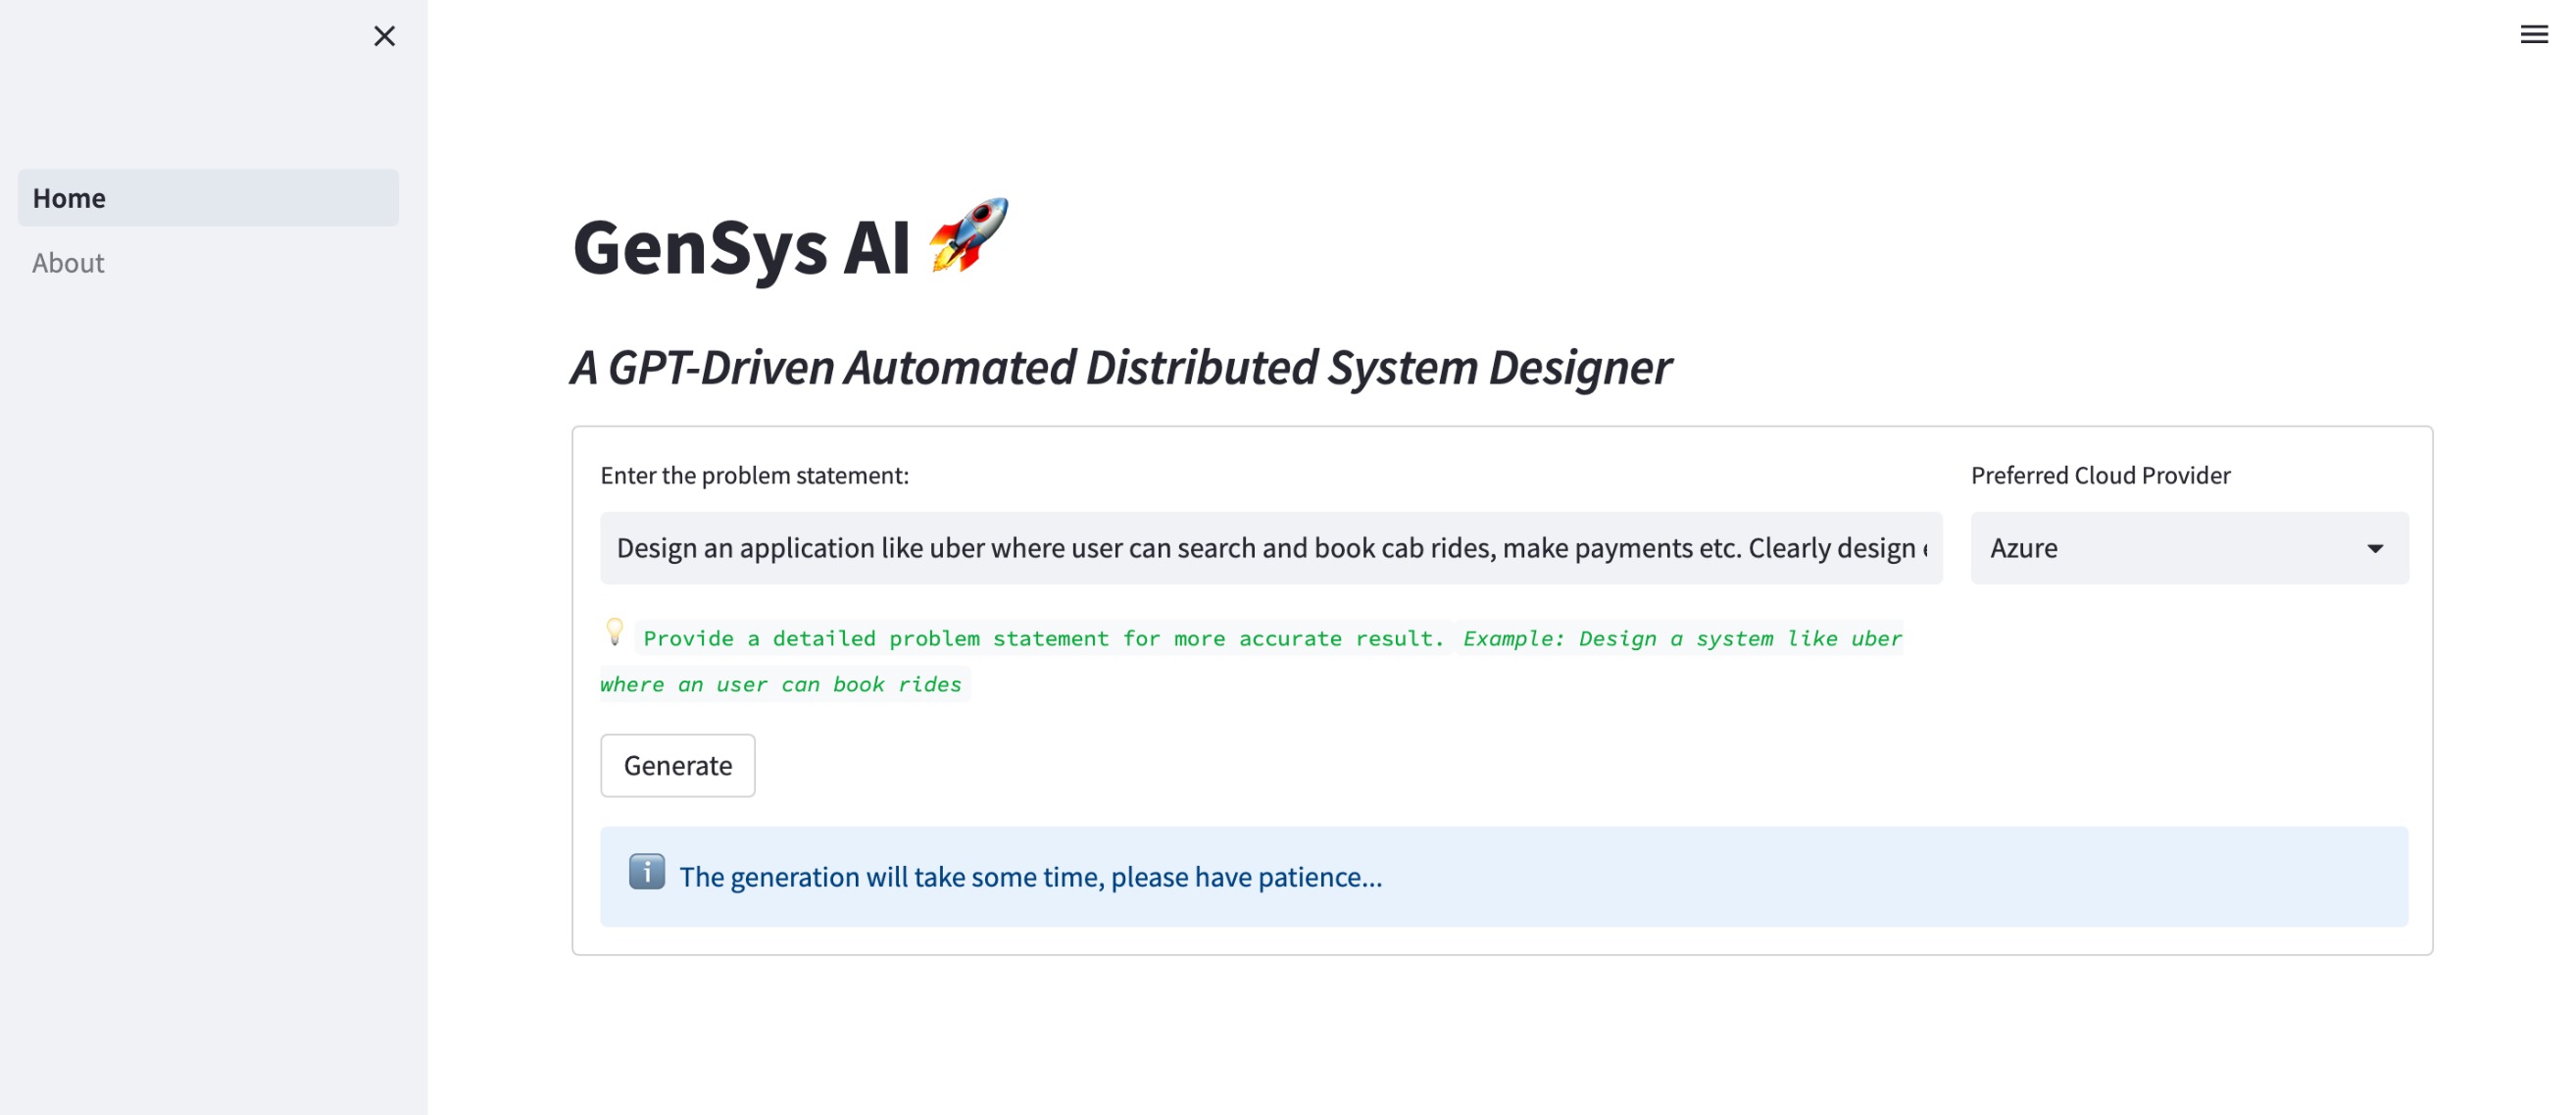 Home
About
GenSys AI
A GPT-Driven Automated Distributed System Designer
Enter the problem statement:
Preferred Cloud Provider
Design an application like uber where user can search and book cab rides, make payments etc. Clearly design
Azure
Provide a detailed problem statement for more accurate result. Example: Design a system like uber
where an user can book rides
Generate
The generation will take some time, please have patience...